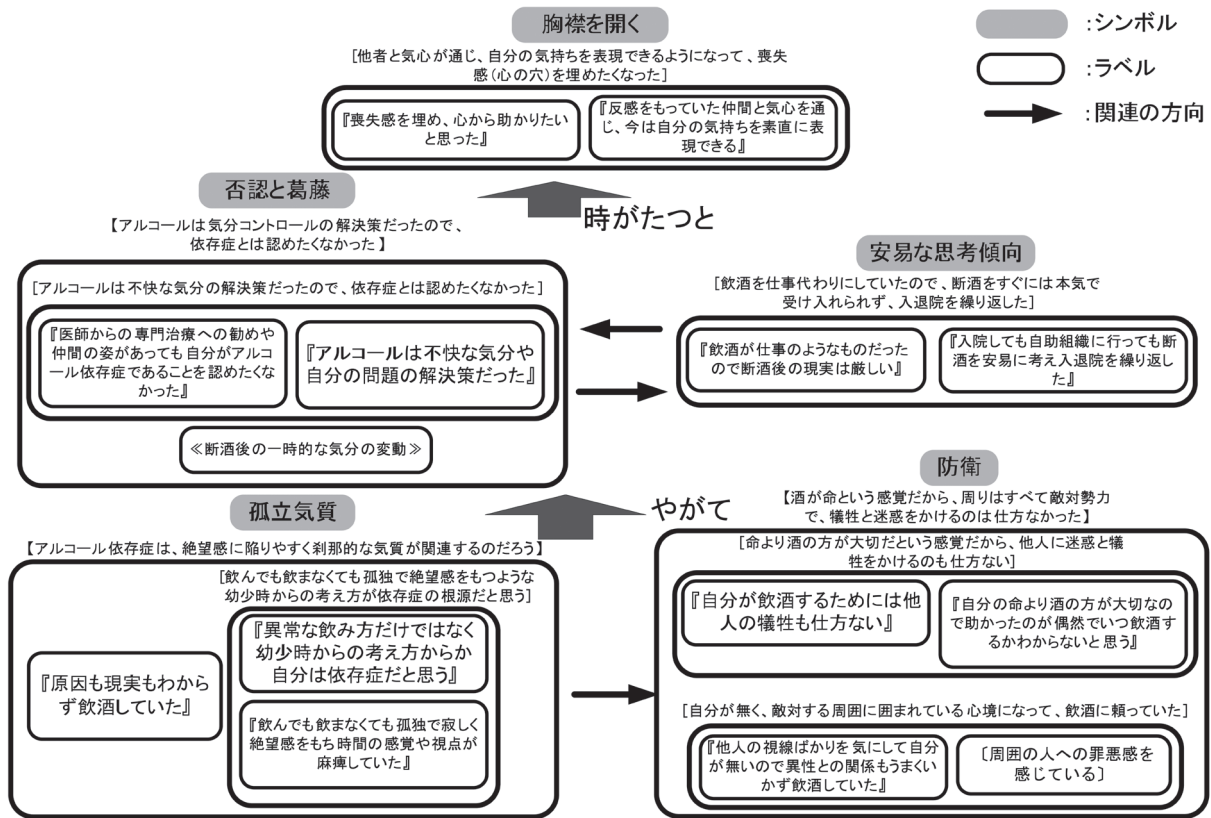 胸襟を開く
[他者と気心が通じ、自分の気持ちを表現できるようになって、喪失
感（心の穴）を埋めたくなった]
『喪失感を埋め、心から助かりたい
と思った』
『反感をもっていた仲間と気心を通
じ、今は自分の気持ちを素直に表
現できる』
:シンボル
:ラベル
:関連の方向
時がたつと
否認と葛藤
【アルコールは気分コントロールの解決策だったので、
依存症とは認めたくなかった】
[アルコールは不快な気分の解決策だったので、依存症とは認めたくなかった]
『医師からの専門治療への勧めや
仲間の姿があっても自分がアルコ
ール依存症であることを認めたくな
かった』
『アルコールは不快な気分や
自分の問題の解決策だった』
≪断酒後の一時的な気分の変動≫
安易な思考傾向
[飲酒を仕事代わりにしていたので、断酒をすぐには本気で
受け入れられず、入退院を繰り返した]
『飲酒が仕事のようなものだった
ので断酒後の現実は厳しい』
『入院しても自助組織に行っても断
酒を安易に考え入退院を繰り返し
た』
やがて
孤立気質
【アルコール依存症は、絶望感に陥りやすく刹那的な気質が関連するのだろう】
[飲んでも飲まなくても孤独で絶望感をもつような
幼少時からの考え方が依存症の根源だと思う]
『原因も現実もわから
ず飲酒していた』
『異常な飲み方だけではなく
幼少時からの考え方からか
自分は依存症だと思う』
『飲んでも飲まなくても孤独で寂しく
絶望感をもち時間の感覚や視点が
麻痺していた』
防衛
【酒が命という感覚だから、周りはすべて敵対勢力
で、犠牲と迷惑をかけるのは仕方なかった】
[命より酒の方が大切だという感覚だから、他人に迷惑と犠
牲をかけるのも仕方ない]
『自分が飲酒するためには他
人の犠牲も仕方ない』
『自分の命より酒の方が大切なの
で助かったのが偶然でいつ飲酒す
るかわからないと思う』
[自分が無く、敵対する周囲に囲まれている心境になって、飲酒に頼っていた]
『他人の視線ばかりを気にして自分
が無いので異性との関係もうまくい
かず飲酒していた』
〔周囲の人への罪悪感を
感じている〕